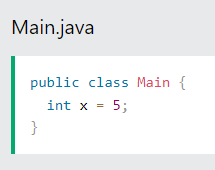 Main.java
public class Main {
  int x = 5;
}